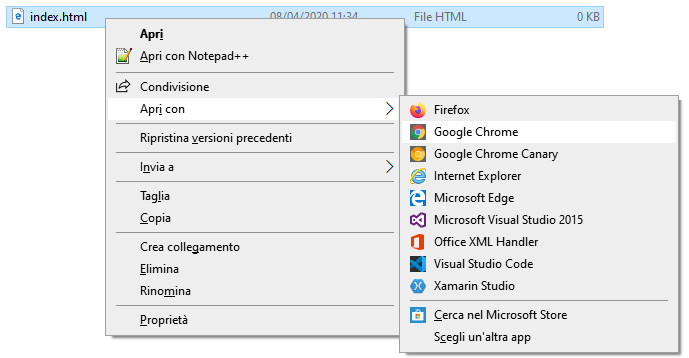 index.html 08/04/2020 11:34 File HTML 0 KB
Apri
Apri con Notepad++
Condivisione
Apri con
Ripristina versioni precedenti
Invia a
Taglia
Copia
Crea collegamento
Elimina
Rinomina
Proprietà
Firefox
Google Chrome
Google Chrome Canary
Internet Explorer
Microsoft Edge
Microsoft Visual Studio 2015
Office XML Handler
Visual Studio Code
Xamarin Studio
Cerca nel Microsoft Store
Scegli un'altra app